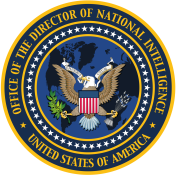 OFFICE OF THE DIRECTOR OF NATIONAL INTELLIGENCE
UNITED STATES OF AMERICA